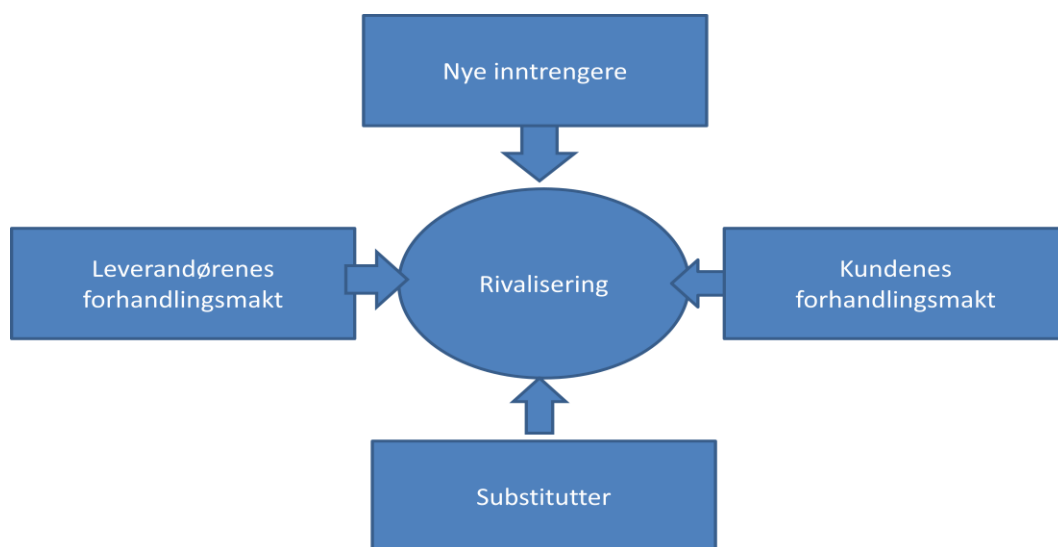 Nye inntrengere
Leverandørenes
forhandlingsmakt
Rivalisering
Kundenes
forhandlingsmakt
Substitutter